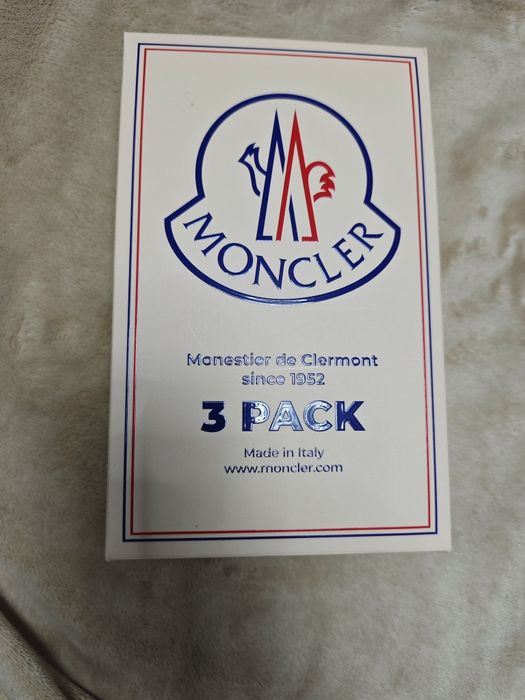 MONCLER
Monestier de Clermont
since 1952
3 PACK
Made in Italy
www.moncler.com